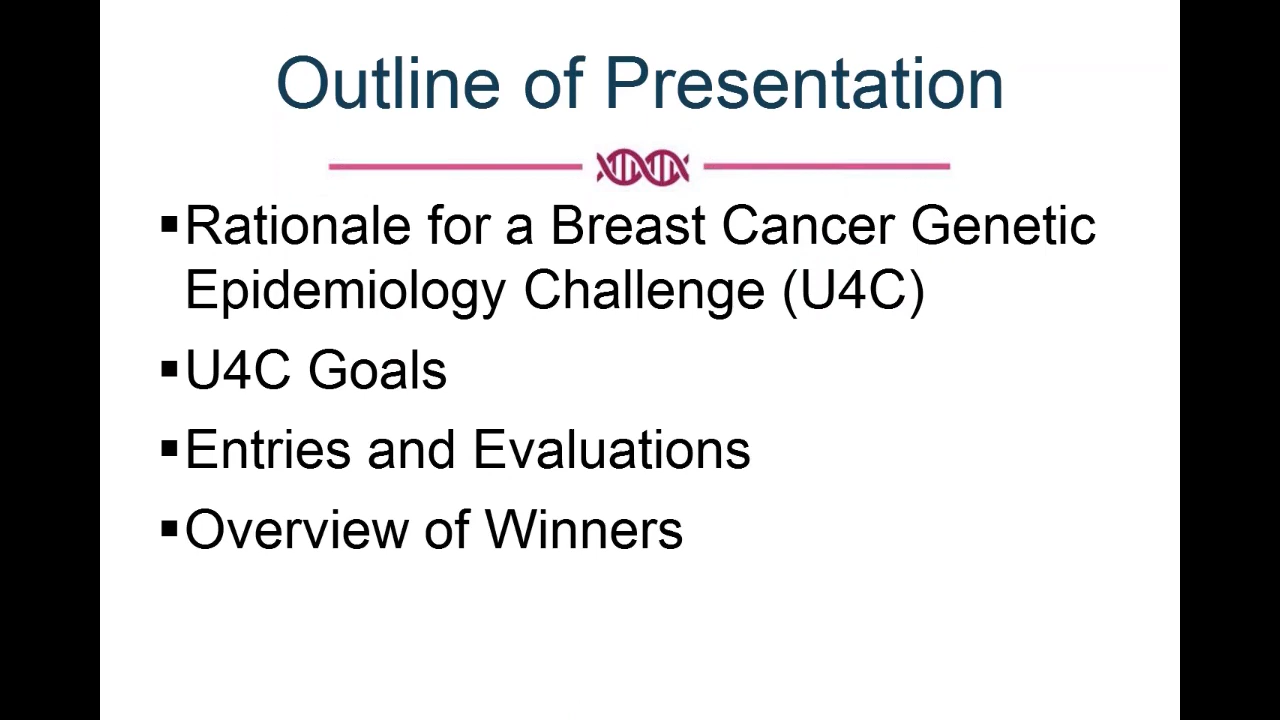 Outline of Presentation
▪Rationale for a Breast Cancer Genetic
Epidemiology Challenge (U4C)
▪U4C Goals
▪Entries and Evaluations
▪Overview of Winners